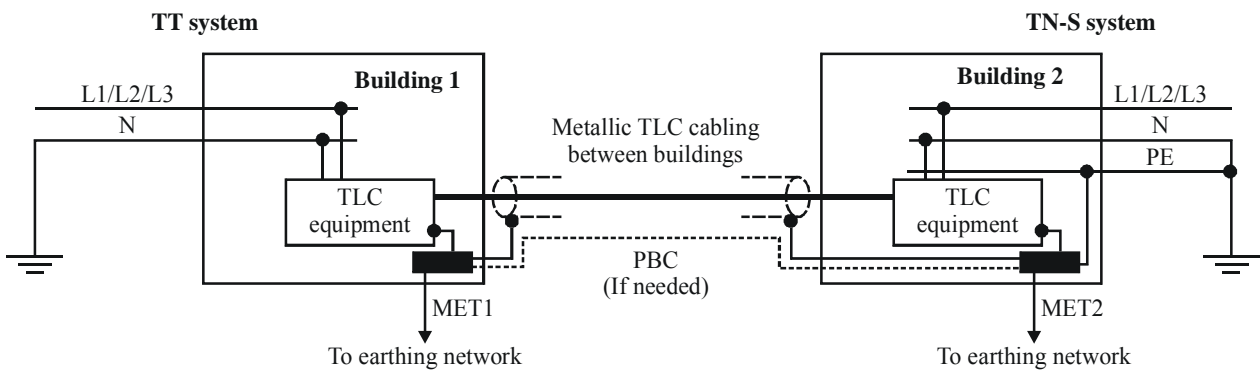 TT system
TN-S system
Building 1
Building 2
L1/L2/L3
L1/L2/L3
N
Metallic TLC cabling
between buildings
N
PE
TLC
equipment
TLC
equipment
PBC
(If needed)
MET1
MET2
To earthing network
To earthing network